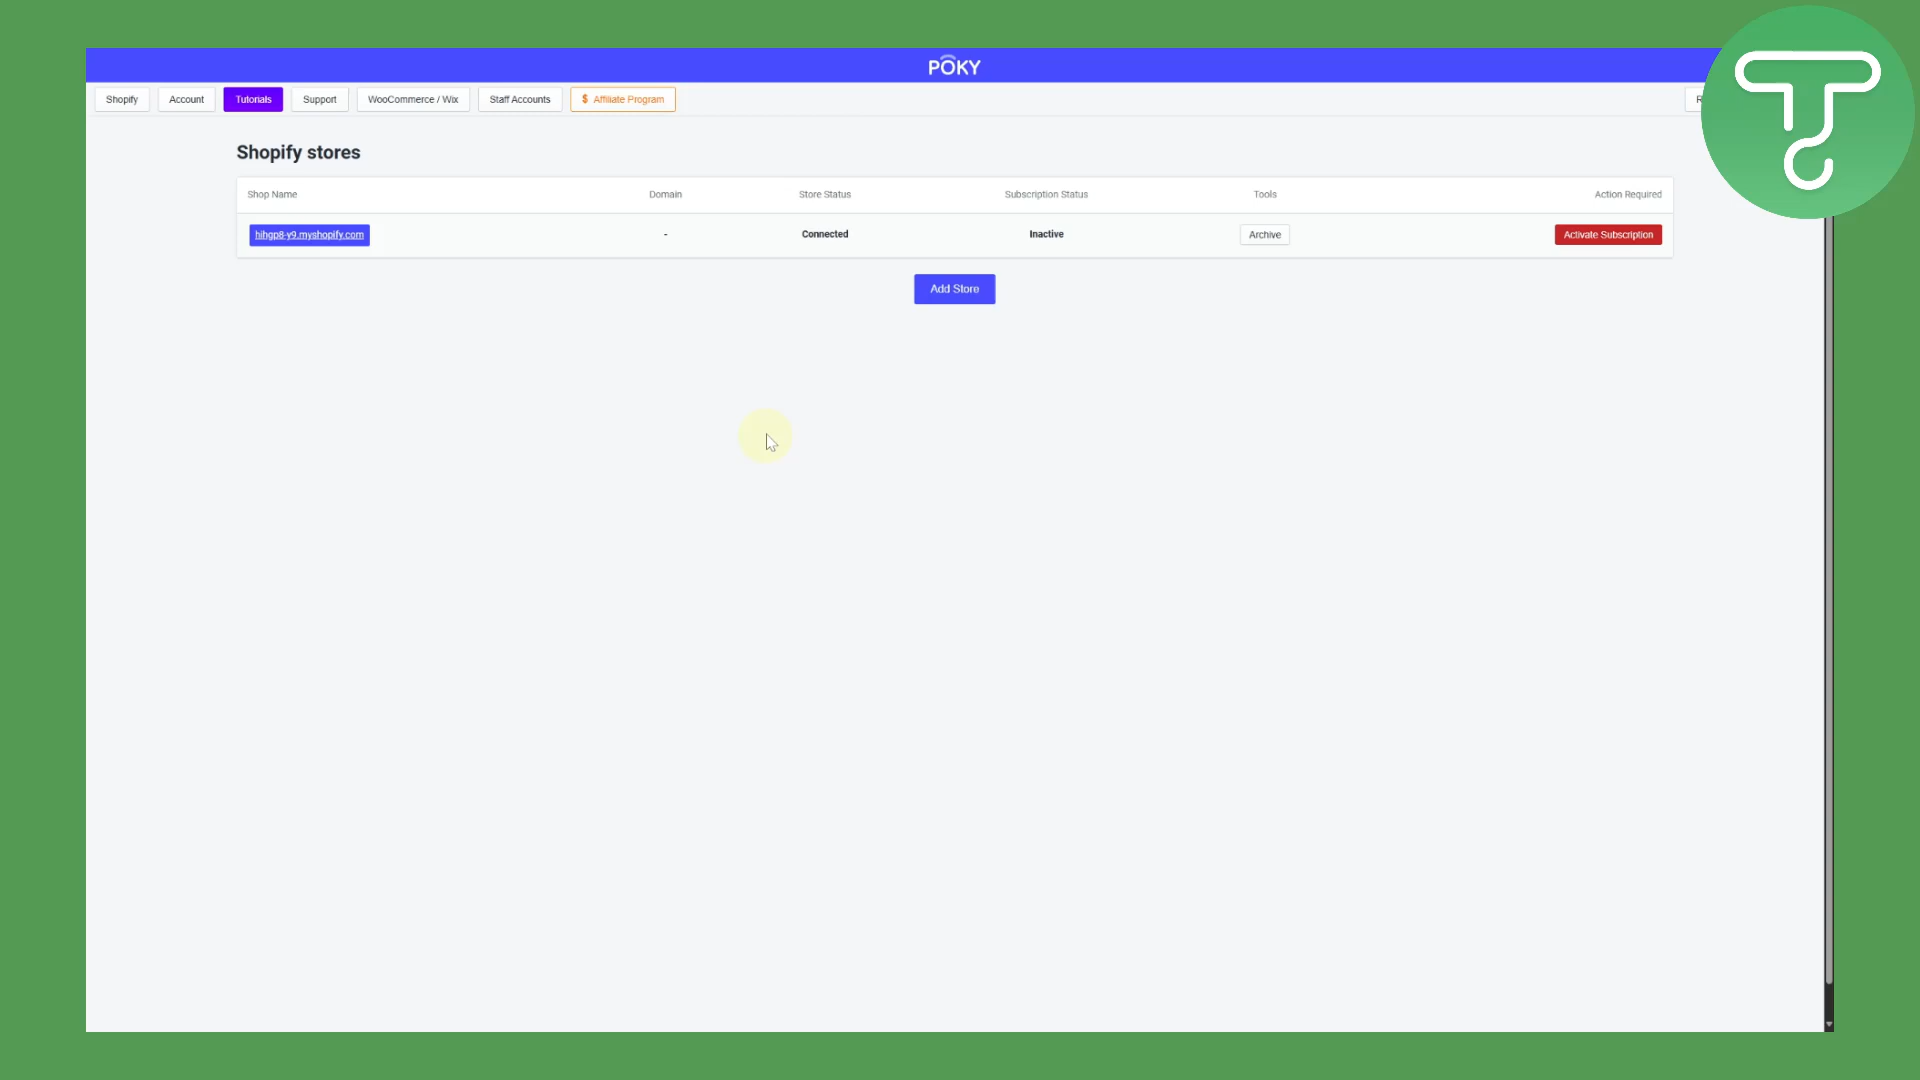 POKY
Shopify Account Tutorials Support WooCommerce / Wix Staff Accounts $ Affiliate Program
Shopify stores
Shop Name Domain Store Status Subscription Status Tools Action Required
hihgp8-y9.myshopify.com - Connected Inactive Archive Activate Subscription
Add Store